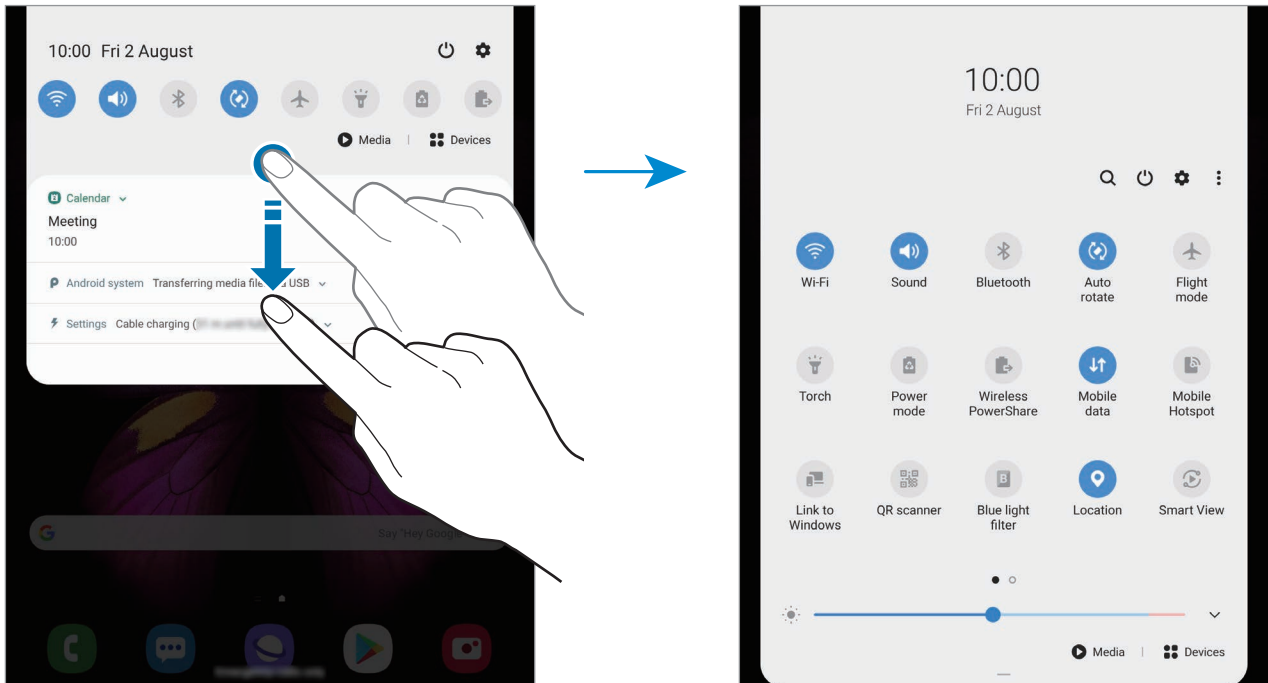 10:00 Fri 2 August
Media | Devices
Calendar
Meeting
10:00
Android system Transferring media file USB
Settings Cable charging (
Say "Hey Google
10:00
Fri 2 August
Wi-Fi
Sound
Bluetooth
Auto
rotate
Flight
mode
Torch
Power
mode
Wireless
PowerShare
Mobile
data
Mobile
Hotspot
Link to
Windows
QR scanner
Blue light
filter
Location
Smart View
Media | Devices